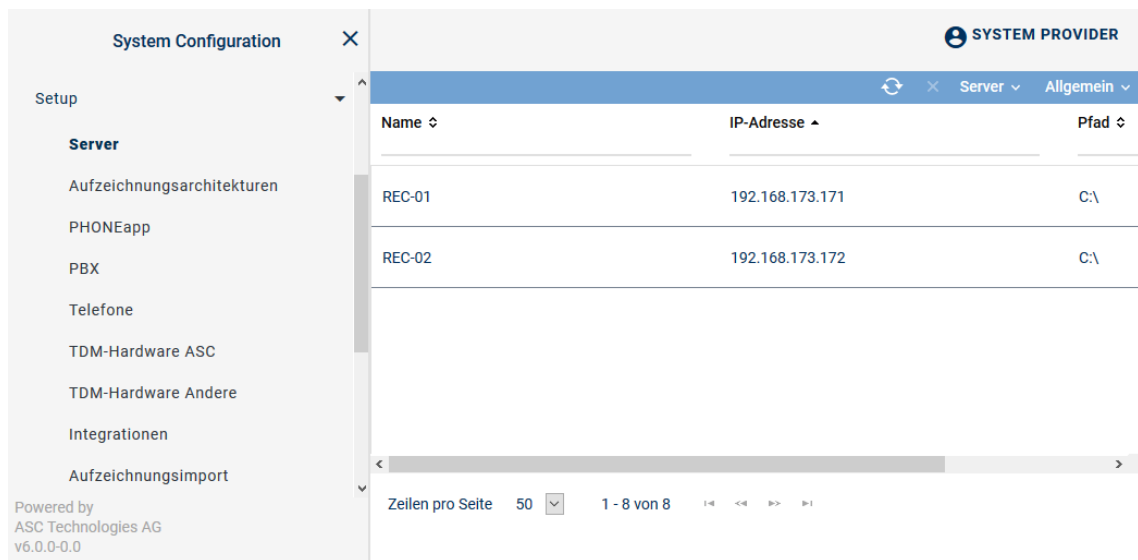 System Configuration
SYSTEM PROVIDER
Setup
Server
Aufzeichnungsarchitekturen
PHONEapp
PBX
Telefone
TDM-Hardware ASC
TDM-Hardware Andere
Integrationen
Aufzeichnungsimport
Powered by
ASC Technologies AG
v6.0.0-0.0
Server Allgemein
Name IP-Adresse Pfad
REC-01 192.168.173.171 C:\
REC-02 192.168.173.172 C:\
Zeilen pro Seite 50 1 - 8 von 8